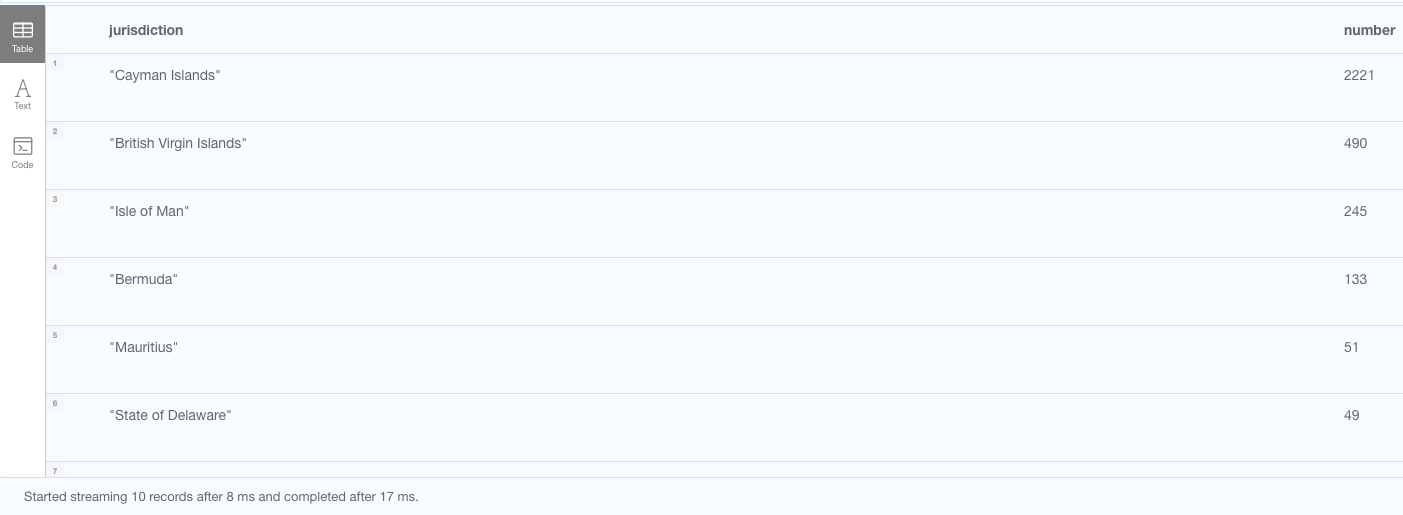 jurisdiction number
Table
1
"Cayman Islands" 2221
Text
2
"British Virgin Islands" 490
Code
3
"Isle of Man" 245
4
"Bermuda" 133
5
"Mauritius" 51
6
"State of Delaware" 49
7
Started streaming 10 records after 8 ms and completed after 17 ms.